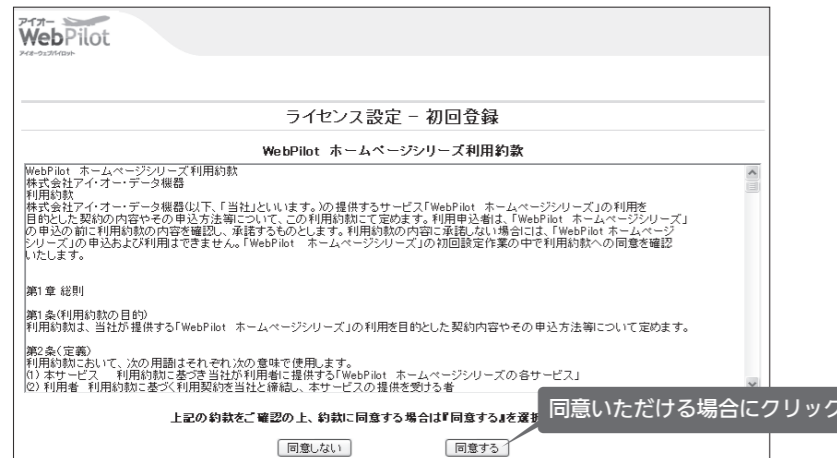 アイオー
WebPilot
アイオーウェブパイロット
ライセンス設定 − 初回登録
WebPilot ホームページシリーズ利用約款
WebPilot ホームページシリーズ利用約款
株式会社アイ・オー・データ機器
利用約款
株式会社アイ・オー・データ機器(以下、「当社」といいます。)の提供するサービス「WebPilot ホームページシリーズ」の利用を
目的とした契約の内容やその申込方法等について、この利用約款にて定めます。利用申込者は、「WebPilot ホームページシリーズ」
の申込の前に利用約款の内容を確認し、承諾するものとします。利用約款の内容に承諾しない場合には、「WebPilot ホームページ
シリーズ」の申込および利用はできません。「WebPilot ホームページシリーズ」の初回設定作業の中で利用約款への同意を確認
いたします。
第1章 総則
第1条(利用約款の目的)
利用約款は、当社が提供する「WebPilot ホームページシリーズ」の利用を目的とした契約内容やその申込方法等について定めます。
第2条(定義)
利用約款において、次の用語はそれぞれ次の意味で使用します。
(1) 本サービス 利用約款に基づき当社が利用者に提供する「WebPilot ホームページシリーズの各サービス」
(2) 利用者 利用約款に基づく利用契約を当社と締結し、本サービスの提供を受ける者
上記の約款をご確認の上、約款に同意する場合は『同意する』を選択
同意いただける場合にクリック
同意しない
同意する